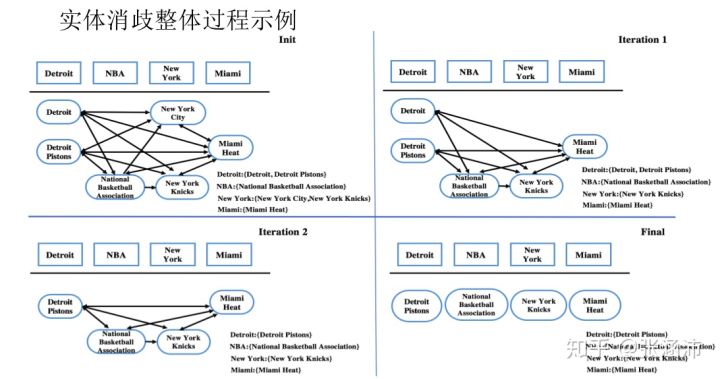 实体消歧整体过程示例
Init
Detroit
NBA
New
York
Miami
Detroit
New York
City
Detroit
Pistons
Miami
Heat
National
Basketball
Association
New York
Knicks
Detroit:{Detroit, Detroit Pistons}
NBA:{National Basketball Association}
New York:{New York City,New York Knicks}
Miami:{Miami Heat}
Iteration 1
Detroit
NBA
New
York
Miami
Detroit
Detroit
Pistons
Miami
Heat
National
Basketball
Association
New York
Knicks
Detroit:{Detroit, Detroit Pistons}
NBA:{National Basketball Association}
New York:{New York Knicks}
Miami:{Miami Heat}
Iteration 2
Detroit
NBA
New
York
Miami
Detroit
Pistons
Miami
Heat
National
Basketball
Association
New York
Knicks
Detroit:{Detroit Pistons}
NBA:{National Basketball Association}
New York:{New York Knicks}
Miami:{Miami Heat}
Final
Detroit
NBA
New
York
Miami
Detroit
Pistons
National
Basketball
Association
New York
Knicks
Miami
Heat
Detroit:{Detroit Pistons}
NBA:{National Basketball Association}
New York:{New York Knicks}
Miami:{Miami Heat}
知乎 @张涵沛